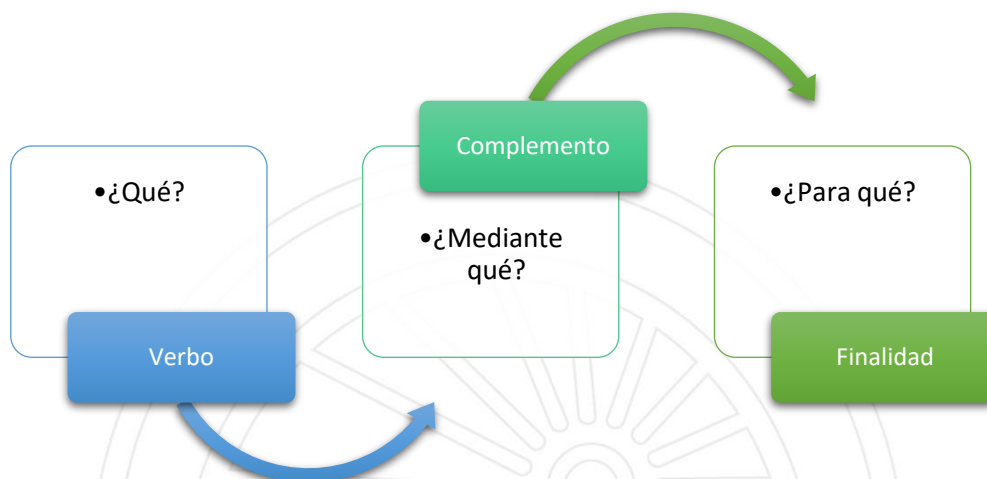 •¿Qué?
Verbo
Complemento
•¿Mediante
qué?
•¿Para qué?
Finalidad